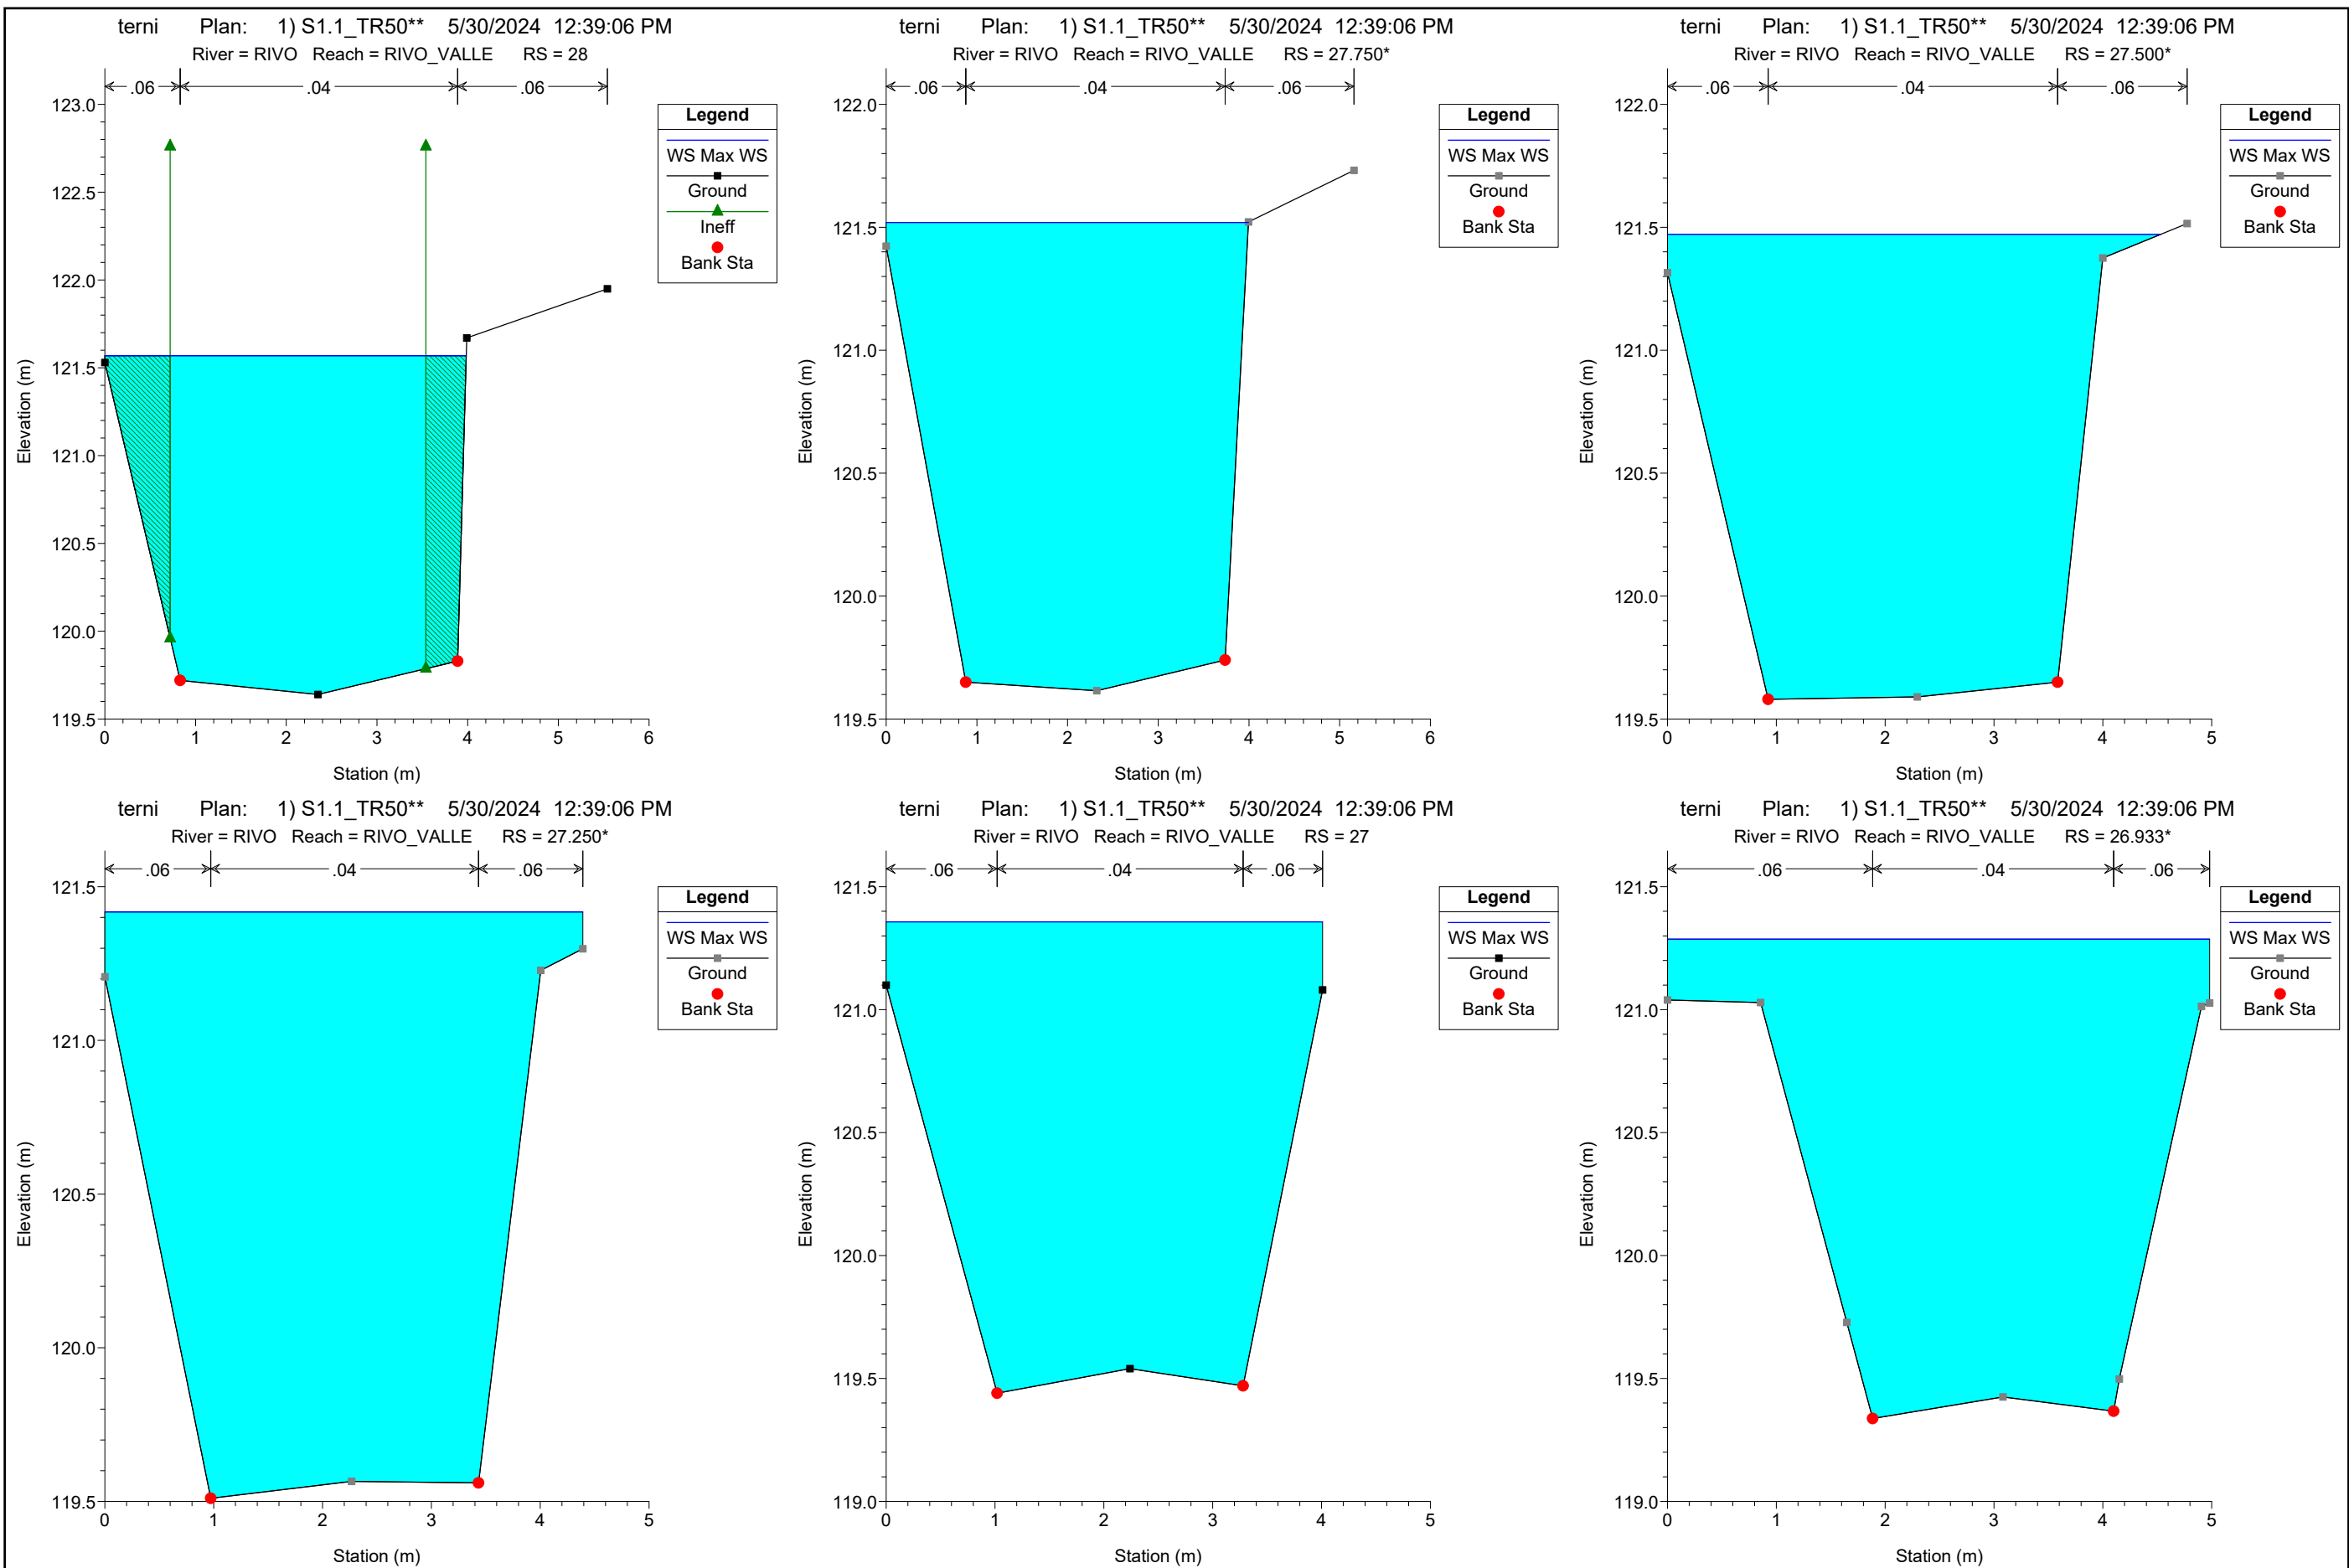 terni Plan: 1) S1.1_TR50** 5/30/2024 12:39:06 PM
River = RIVO Reach = RIVO_VALLE RS = 28
.06 .04 .06
Legend
WS Max WS
Ground
Ineff
Bank Sta
123.0
122.5
122.0
121.5
121.0
120.5
120.0
119.5
Elevation (m)
0 1 2 3 4 5 6
Station (m)
terni Plan: 1) S1.1_TR50** 5/30/2024 12:39:06 PM
River = RIVO Reach = RIVO_VALLE RS = 27.750*
.06 .04 .06
Legend
WS Max WS
Ground
Bank Sta
122.0
121.5
121.0
120.5
120.0
119.5
Elevation (m)
0 1 2 3 4 5 6
Station (m)
terni Plan: 1) S1.1_TR50** 5/30/2024 12:39:06 PM
River = RIVO Reach = RIVO_VALLE RS = 27.500*
.06 .04 .06
Legend
WS Max WS
Ground
Bank Sta
122.0
121.5
121.0
120.5
120.0
119.5
Elevation (m)
0 1 2 3 4 5
Station (m)
terni Plan: 1) S1.1_TR50** 5/30/2024 12:39:06 PM
River = RIVO Reach = RIVO_VALLE RS = 27.250*
.06 .04 .06
Legend
WS Max WS
Ground
Bank Sta
121.5
121.0
120.5
120.0
119.5
Elevation (m)
0 1 2 3 4 5
Station (m)
terni Plan: 1) S1.1_TR50** 5/30/2024 12:39:06 PM
River = RIVO Reach = RIVO_VALLE RS = 27
.06 .04 .06
Legend
WS Max WS
Ground
Bank Sta
121.5
121.0
120.5
120.0
119.5
119.0
Elevation (m)
0 1 2 3 4 5
Station (m)
terni Plan: 1) S1.1_TR50** 5/30/2024 12:39:06 PM
River = RIVO Reach = RIVO_VALLE RS = 26.933*
.06 .04 .06
Legend
WS Max WS
Ground
Bank Sta
121.5
121.0
120.5
120.0
119.5
119.0
Elevation (m)
0 1 2 3 4 5
Station (m)